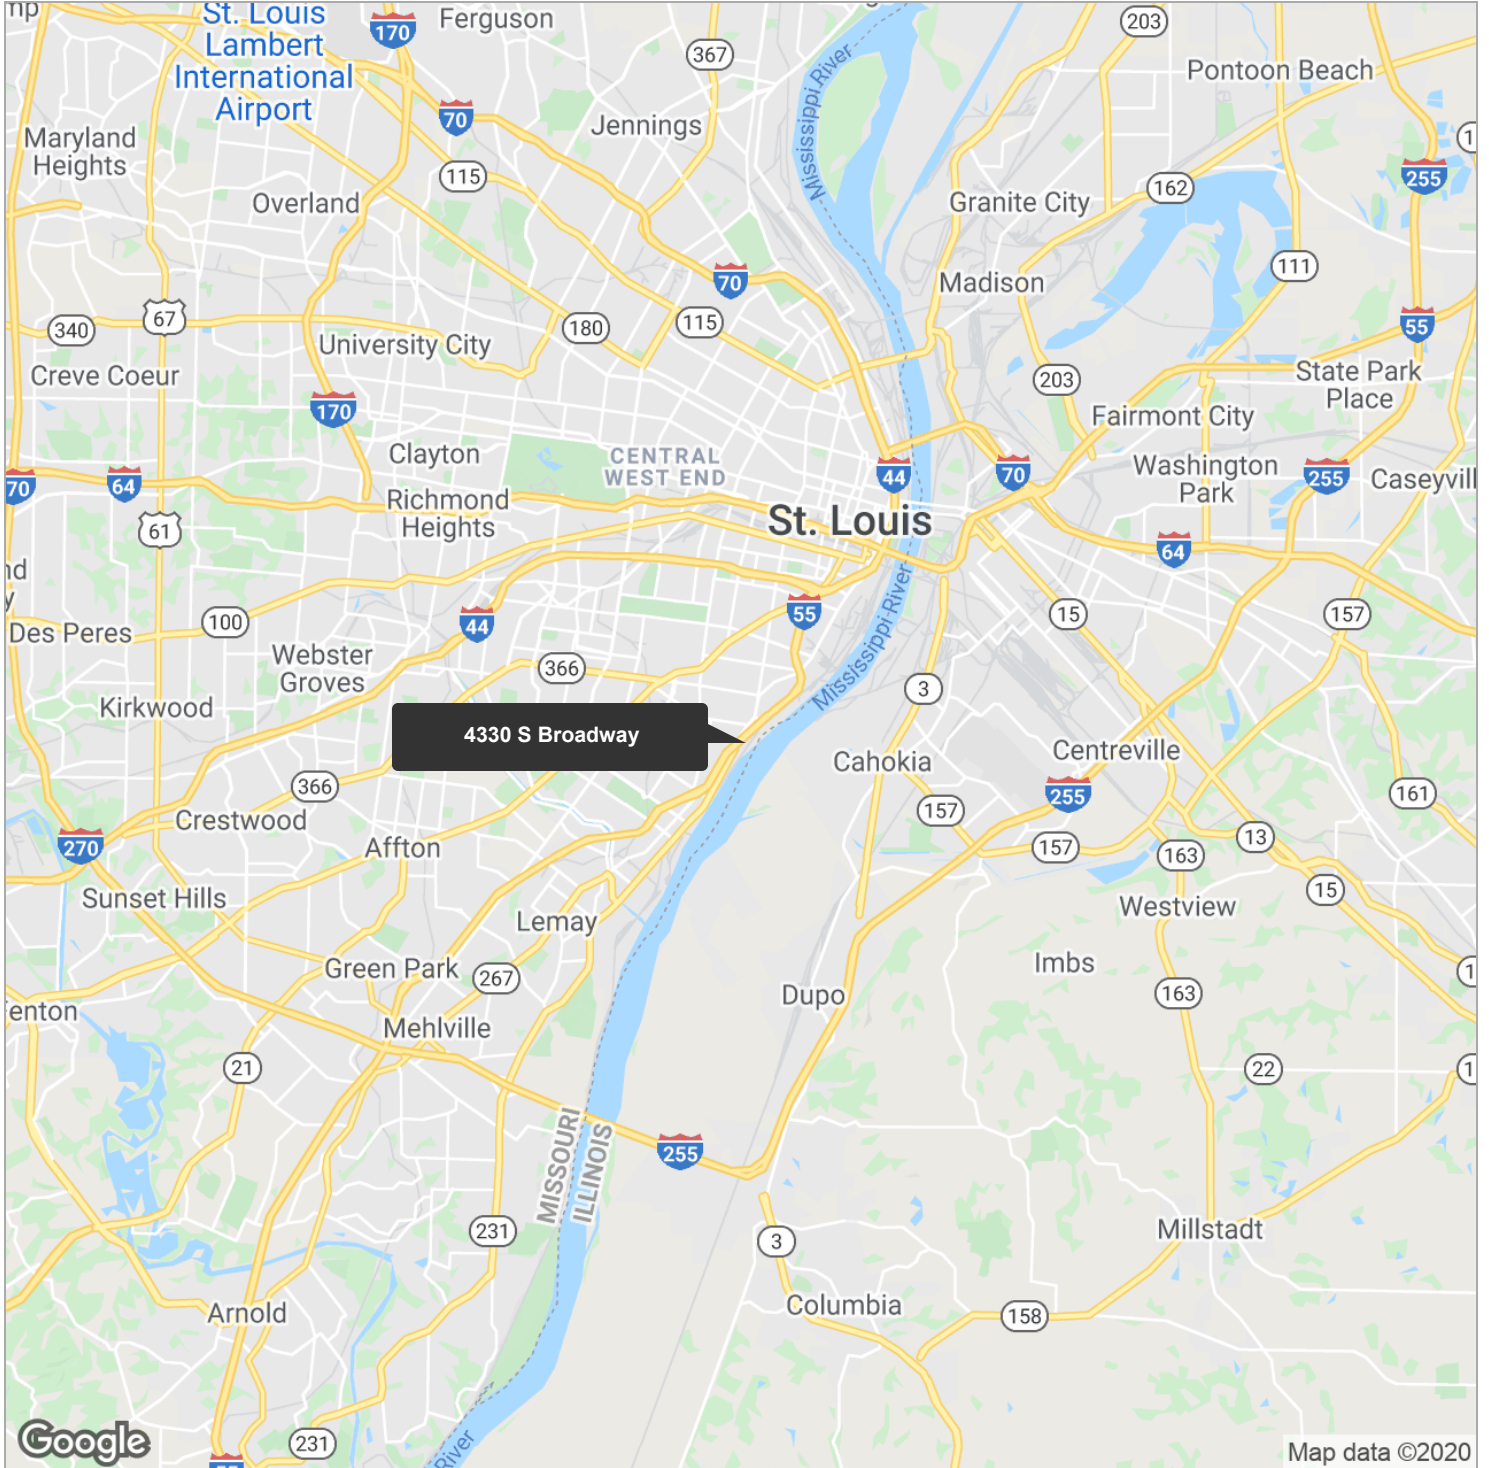 St. Louis
Lambert
International
Airport
170
Ferguson
367
203
Pontoon Beach
Mississippi River
70
Jennings
Maryland
Heights
115
Overland
162
255
Granite City
111
70
Madison
340
67
180
115
55
University City
Creve Coeur
203
State Park
Place
170
Fairmont City
Clayton
CENTRAL
WEST END
44
70
Washington
Park
255
70
64
Richmond
Heights
61
St. Louis
64
100
44
55
Mississippi River
15
157
Des Peres
Webster
Groves
366
3
Kirkwood
4330 S Broadway
Cahokia
Centreville
366
255
157
161
Crestwood
270
Affton
157
163
13
15
Sunset Hills
Lemay
Westview
Green Park
267
Imbs
Dupo
163
Mehlville
21
22
MISSOURI
ILLINOIS
255
231
3
Millstadt
Arnold
Columbia
158
231
River
Google
Map data ©2020